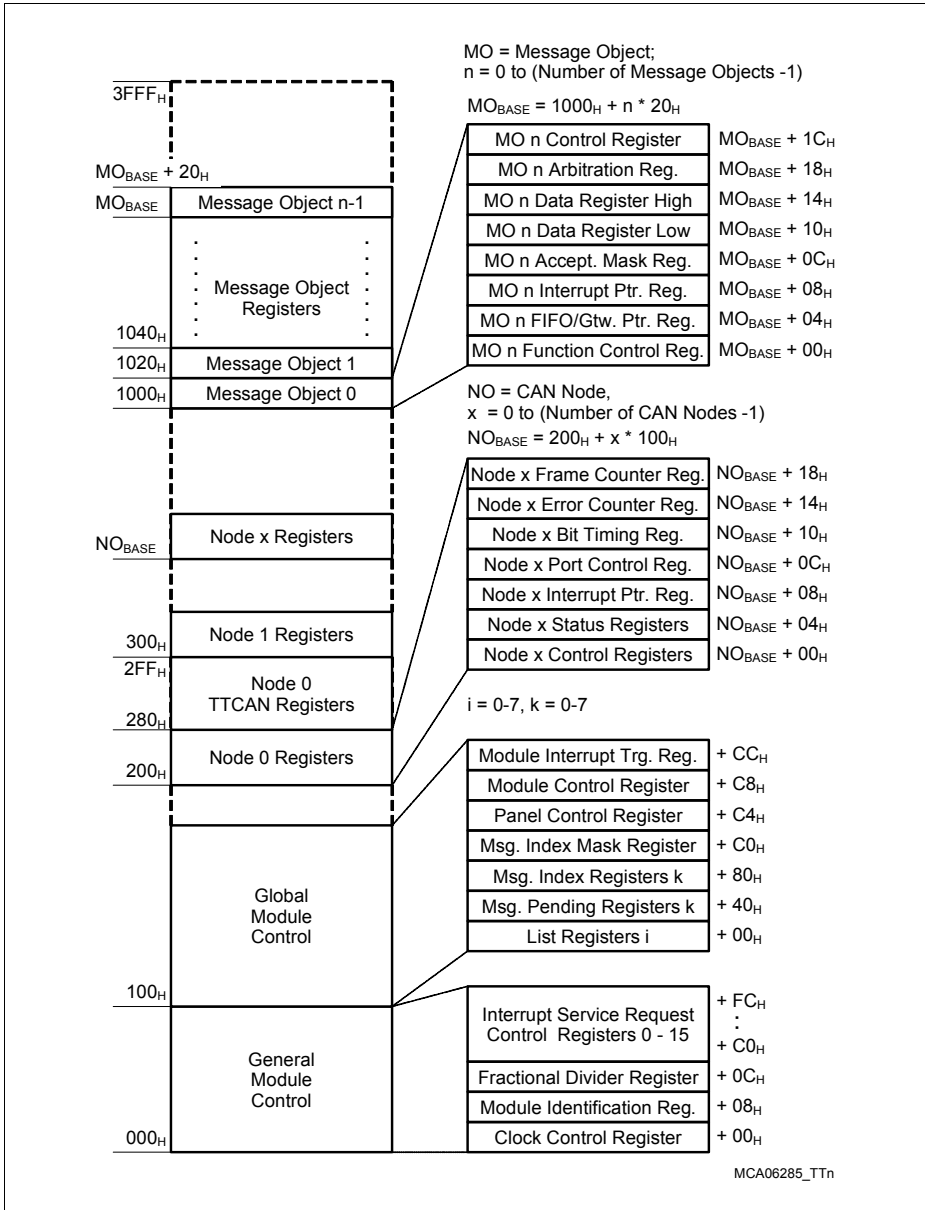 MO = Message Object;
n = 0 to (Number of Message Objects -1)
MOBASE = 1000H + n * 20H
3FFFH
MOBASE + 20H
MOBASE
Message Object n-1
Message Object
Registers
1040H
1020H
Message Object 1
1000H
Message Object 0
MO n Control Register MOBASE + 1CH
MO n Arbitration Reg. MOBASE + 18H
MO n Data Register High MOBASE + 14H
MO n Data Register Low MOBASE + 10H
MO n Accept. Mask Reg. MOBASE + 0CH
MO n Interrupt Ptr. Reg. MOBASE + 08H
MO n FIFO/Gtw. Ptr. Reg. MOBASE + 04H
MO n Function Control Reg. MOBASE + 00H
NO = CAN Node,
x = 0 to (Number of CAN Nodes -1)
NOBASE = 200H + x * 100H
NOBASE
Node x Registers
300H
Node 1 Registers
2FFH
Node 0
TTCAN Registers
280H
200H
Node 0 Registers
Node x Frame Counter Reg. NOBASE + 18H
Node x Error Counter Reg. NOBASE + 14H
Node x Bit Timing Reg. NOBASE + 10H
Node x Port Control Reg. NOBASE + 0CH
Node x Interrupt Ptr. Reg. NOBASE + 08H
Node x Status Registers NOBASE + 04H
Node x Control Registers NOBASE + 00H
i = 0-7, k = 0-7
Global
Module
Control
100H
Module Interrupt Trg. Reg. + CCH
Module Control Register + C8H
Panel Control Register + C4H
Msg. Index Mask Register + C0H
Msg. Index Registers k + 80H
Msg. Pending Registers k + 40H
List Registers i + 00H
General
Module
Control
000H
Interrupt Service Request
Control Registers 0 - 15
+ FCH
:
+ C0H
Fractional Divider Register + 0CH
Module Identification Reg. + 08H
Clock Control Register + 00H
MCA06285_TTn